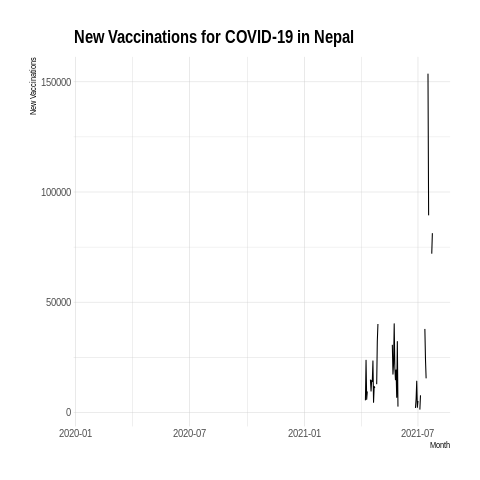 New Vaccinations for COVID-19 in Nepal
New Vaccinations
150000
100000
50000
0
2020-01 2020-07 2021-01 2021-07
Month